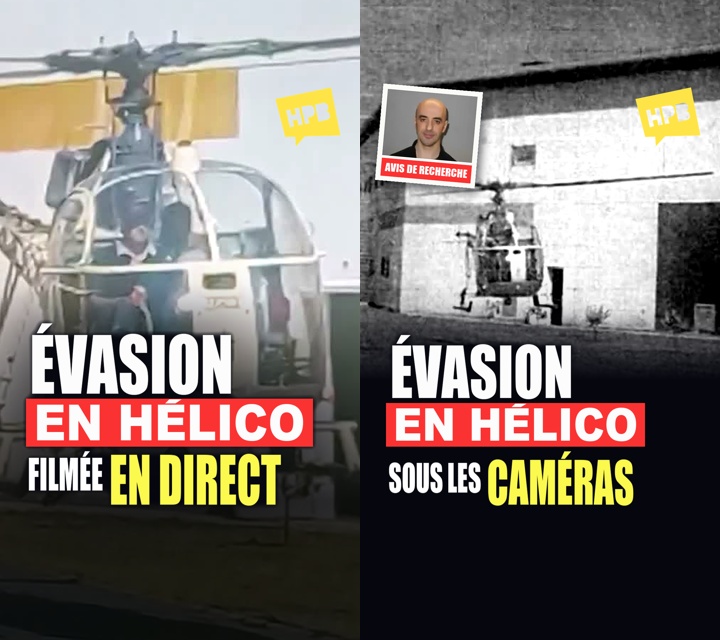 HPB
ÉVASION
EN HÉLICO
FILMÉE EN DIRECT
HPB
AVIS DE RECHERCHE
ÉVASION
EN HÉLICO
SOUS LES CAMÉRAS